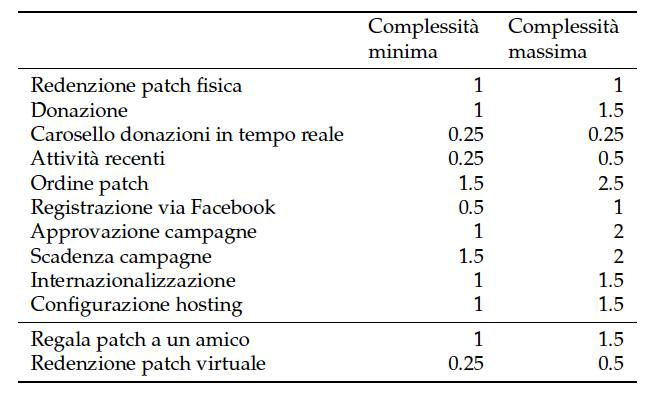 Complessità Complessità
minima massima
Redenzione patch fisica 1 1
Donazione 1 1.5
Carosello donazioni in tempo reale 0.25 0.25
Attività recenti 0.25 0.5
Ordine patch 1.5 2.5
Registrazione via Facebook 0.5 1
Approvazione campagne 1 2
Scadenza campagne 1.5 2
Internazionalizzazione 1 1.5
Configurazione hosting 1 1.5
Regala patch a un amico 1 1.5
Redenzione patch virtuale 0.25 0.5